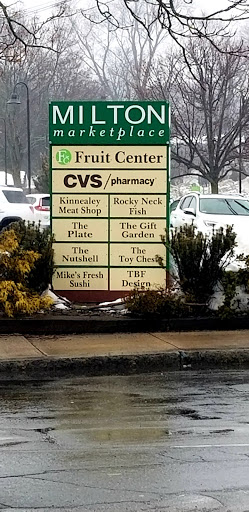 MILTON
marketplace
Fruit Center
CVS/pharmacy
Kinnealey Meat Shop
Rocky Neck Fish
The Plate
The Gift Garden
The Nutshell
The Toy Chest
Mike's Fresh Sushi
TBF Design